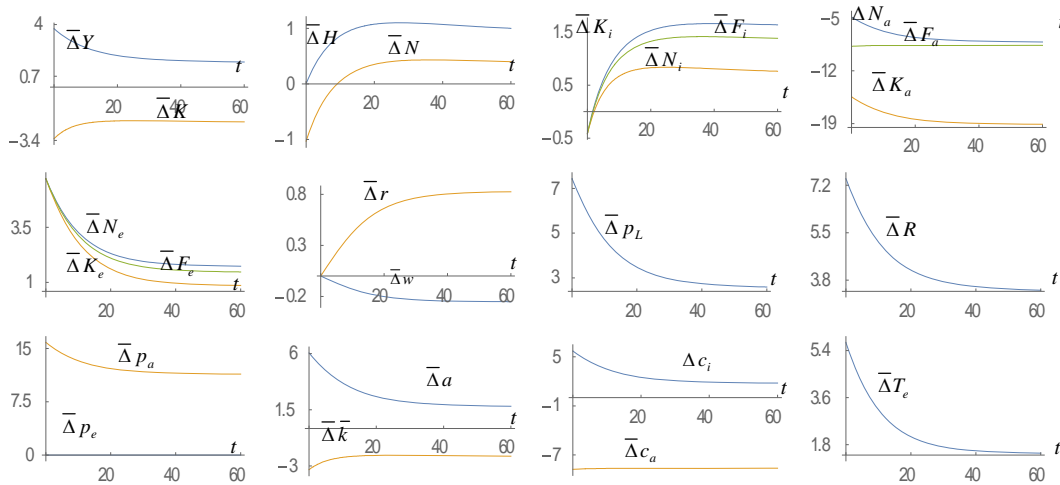 4
Δ̄Y
t
0.7
20 40 60
Δ̄K
−3.4
1
Δ̄H Δ̄N
t
0
20 40 60
−1
Δ̄K_i Δ̄F_i
1.5
Δ̄N_i
0.5
t
20 40 60
−0.5
−5
ΔN_a
t
Δ̄F_a
−12
Δ̄K_a
−19
20 40 60
3.5
Δ̄N_e
Δ̄K_e Δ̄F_e
t
1
20 40 60
0.8
Δ̄r
0.3
t
Δ̄w
20 40 60
−0.2
7
5
Δ̄p_L
t
3
20 40 60
7.2
5.5
Δ̄R
t
3.8
20 40 60
15
Δ̄p_a
7.5
Δ̄p_e
t
0
20 40 60
6
Δ̄a
1.5
t
Δ̄k̄
20 40 60
−3
5
Δc_i
−1
t
20 40 60
−7
Δ̄c_a
5.4
3.6
Δ̄T_e
t
1.8
20 40 60